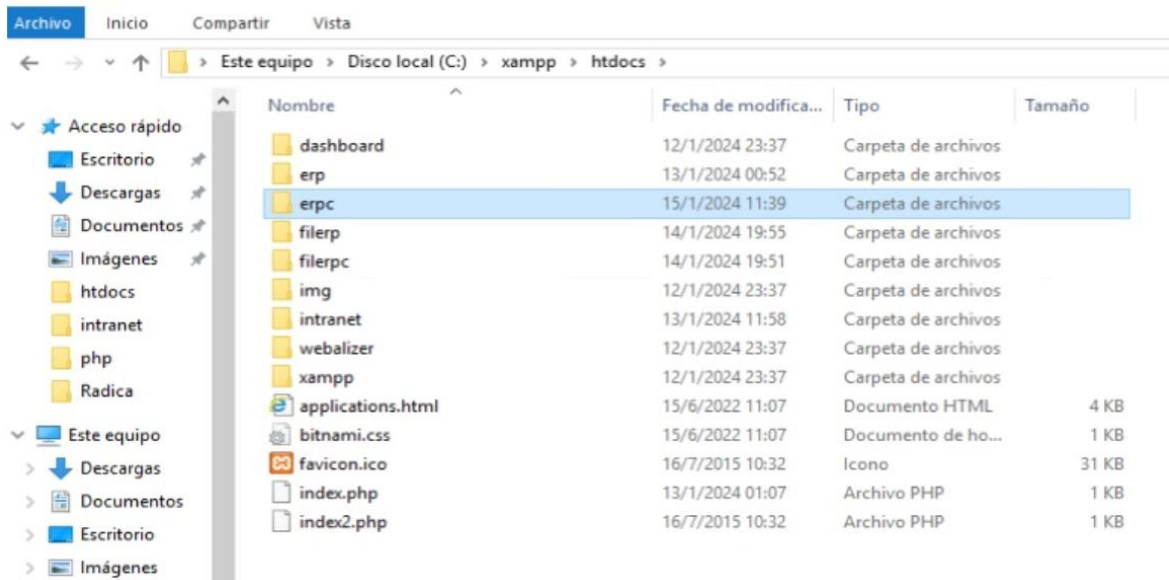 Archivo Inicio Compartir Vista
Este equipo > Disco local (C:) > xampp > htdocs >
Acceso rápido
Escritorio
Descargas
Documentos
Imágenes
htdocs
intranet
php
Radica
Este equipo
Descargas
Documentos
Escritorio
Imágenes
Nombre Fecha de modifica... Tipo Tamaño
dashboard 12/1/2024 23:37 Carpeta de archivos
erp 13/1/2024 00:52 Carpeta de archivos
erpc 15/1/2024 11:39 Carpeta de archivos
filerp 14/1/2024 19:55 Carpeta de archivos
filerpc 14/1/2024 19:51 Carpeta de archivos
img 12/1/2024 23:37 Carpeta de archivos
intranet 13/1/2024 11:58 Carpeta de archivos
webalizer 12/1/2024 23:37 Carpeta de archivos
xampp 12/1/2024 23:37 Carpeta de archivos
applications.html 15/6/2022 11:07 Documento HTML 4 KB
bitnami.css 15/6/2022 11:07 Documento de ho... 1 KB
favicon.ico 16/7/2015 10:32 Icono 31 KB
index.php 13/1/2024 01:07 Archivo PHP 1 KB
index2.php 16/7/2015 10:32 Archivo PHP 1 KB